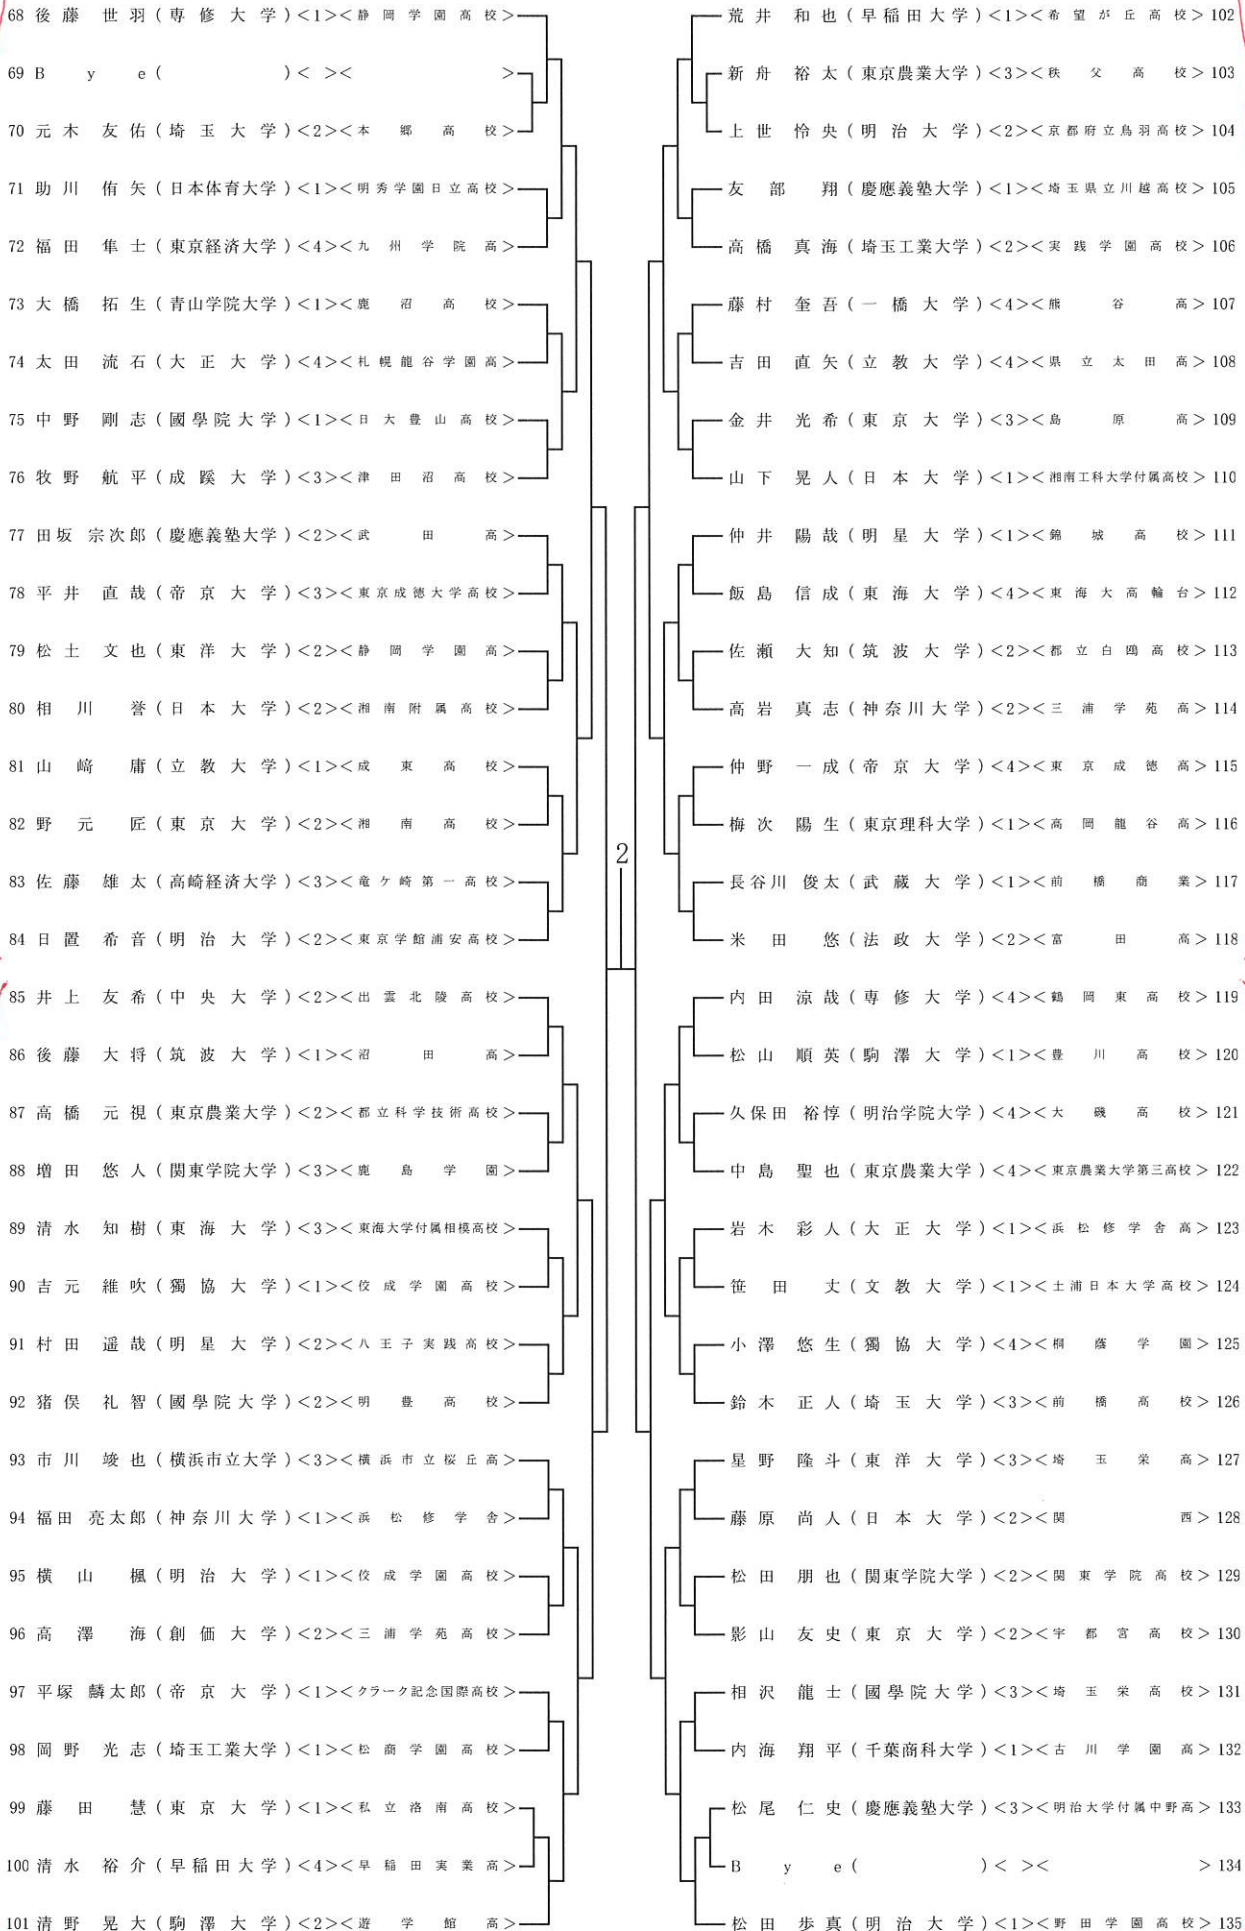 68 後藤 世羽(専修大学)<1><静岡学園高校>
69 Bye( )< >< >
70 元木 友佑(埼玉大学)<2><本郷高校>
71 助川 侑矢(日本体育大学)<1><明秀学園日立高校>
72 福田 隼士(東京経済大学)<4><九州学院高>
73 大橋 拓生(青山学院大学)<1><鹿沼高校>
74 太田 流石(大正大学)<4><札幌龍谷学園高>
75 中野 剛志(國學院大学)<1><日大豊山高校>
76 牧野 航平(成蹊大学)<3><津田沼高校>
77 田坂 宗次郎(慶應義塾大学)<2><武田高>
78 平井 直哉(帝京大学)<3><東京成徳大学高校>
79 松土 文也(東洋大学)<2><静岡学園高>
80 相川 誉(日本大学)<2><湘南附属高校>
81 山﨑 庸(立教大学)<1><成東高校>
82 野元 匠(東京大学)<2><湘南高校>
83 佐藤 雄太(高崎経済大学)<3><竜ケ崎第一高校>
84 日置 希音(明治大学)<2><東京学館浦安高校>
85 井上 友希(中央大学)<2><出雲北陵高校>
86 後藤 大将(筑波大学)<1><沼田高>
87 高橋 元視(東京農業大学)<2><都立科学技術高校>
88 増田 悠人(関東学院大学)<3><鹿島学園>
89 清水 知樹(東海大学)<3><東海大学付属相模高校>
90 吉元 維吹(獨協大学)<1><佼成学園高校>
91 村田 遥哉(明星大学)<2><八王子実践高校>
92 猪俣 礼智(國學院大学)<2><明豊高校>
93 市川 竣也(横浜市立大学)<3><横浜市立桜丘高>
94 福田 亮太郎(神奈川大学)<1><浜松修学舎>
95 横山 楓(明治大学)<1><佼成学園高校>
96 高澤 海(創価大学)<2><三浦学苑高校>
97 平塚 麟太郎(帝京大学)<1><クラーク記念国際高校>
98 岡野 光志(埼玉工業大学)<1><松商学園高校>
99 藤田 慧(東京大学)<1><私立洛南高校>
100 清水 裕介(早稲田大学)<4><早稲田実業高>
101 清野 晃大(駒澤大学)<2><遊学館高>
2
荒井 和也(早稲田大学)<1><希望が丘高校>102
新舟 裕太(東京農業大学)<3><秩父高校>103
上世 怜央(明治大学)<2><京都府立鳥羽高校>104
友部 翔(慶應義塾大学)<1><埼玉県立川越高校>105
高橋 真海(埼玉工業大学)<2><実践学園高校>106
藤村 奎吾(一橋大学)<4><熊谷高>107
吉田 直矢(立教大学)<4><県立太田高>108
金井 光希(東京大学)<3><島原高>109
山下 晃人(日本大学)<1><湘南工科大学付属高校>110
仲井 陽哉(明星大学)<1><錦城高校>111
飯島 信成(東海大学)<4><東海大高輪台>112
佐瀬 大知(筑波大学)<2><都立白鴎高校>113
高岩 真志(神奈川大学)<2><三浦学苑高>114
仲野 一成(帝京大学)<4><東京成徳高>115
梅次 陽生(東京理科大学)<1><高岡龍谷高>116
長谷川 俊太(武蔵大学)<1><前橋商業>117
米田 悠(法政大学)<2><富田高>118
内田 涼哉(専修大学)<4><鶴岡東高校>119
松山 順英(駒澤大学)<1><豊川高校>120
久保田 裕惇(明治学院大学)<4><大磯高校>121
中島 聖也(東京農業大学)<4><東京農業大学第三高校>122
岩木 彩人(大正大学)<1><浜松修学舎高>123
笹田 丈(文教大学)<1><土浦日本大学高校>124
小澤 悠生(獨協大学)<4><桐蔭学園>125
鈴木 正人(埼玉大学)<3><前橋高校>126
星野 隆斗(東洋大学)<3><埼玉栄高>127
藤原 尚人(日本大学)<2><関西>128
松田 朋也(関東学院大学)<2><関東学院高校>129
影山 友史(東京大学)<2><宇都宮高校>130
相沢 龍士(國學院大学)<3><埼玉栄高校>131
内海 翔平(千葉商科大学)<1><古川学園高>132
松尾 仁史(慶應義塾大学)<3><明治大学付属中野高>133
Bye( )< >< >134
松田 歩真(明治大学)<1><野田学園高校>135